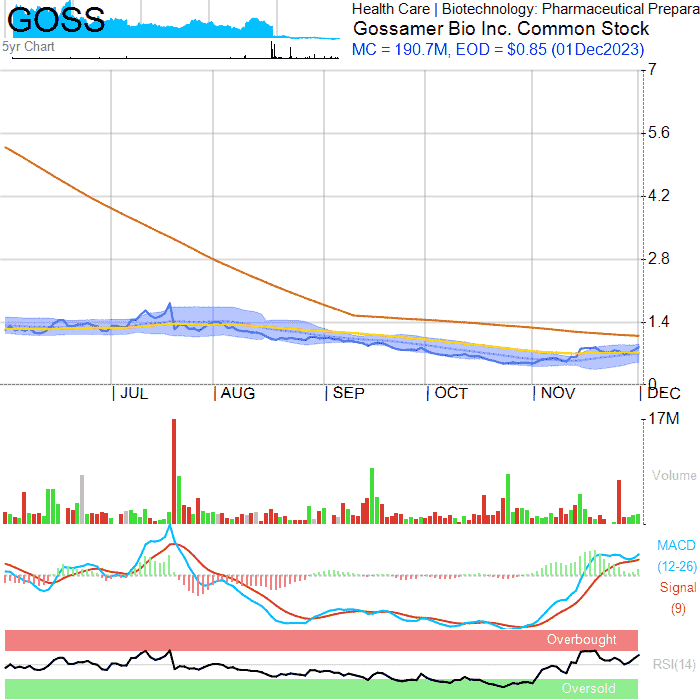 GOSS
Health Care | Biotechnology: Pharmaceutical Prepara
Gossamer Bio Inc. Common Stock
5yr Chart
MC = 190.7M, EOD = $0.85 (01Dec2023)
7
5.6
4.2
2.8
1.4
0
| JUL | AUG | SEP | OCT | NOV | DEC
17M
Volume
MACD
(12-26)
Signal
(9)
Overbought
RSI(14)
Oversold